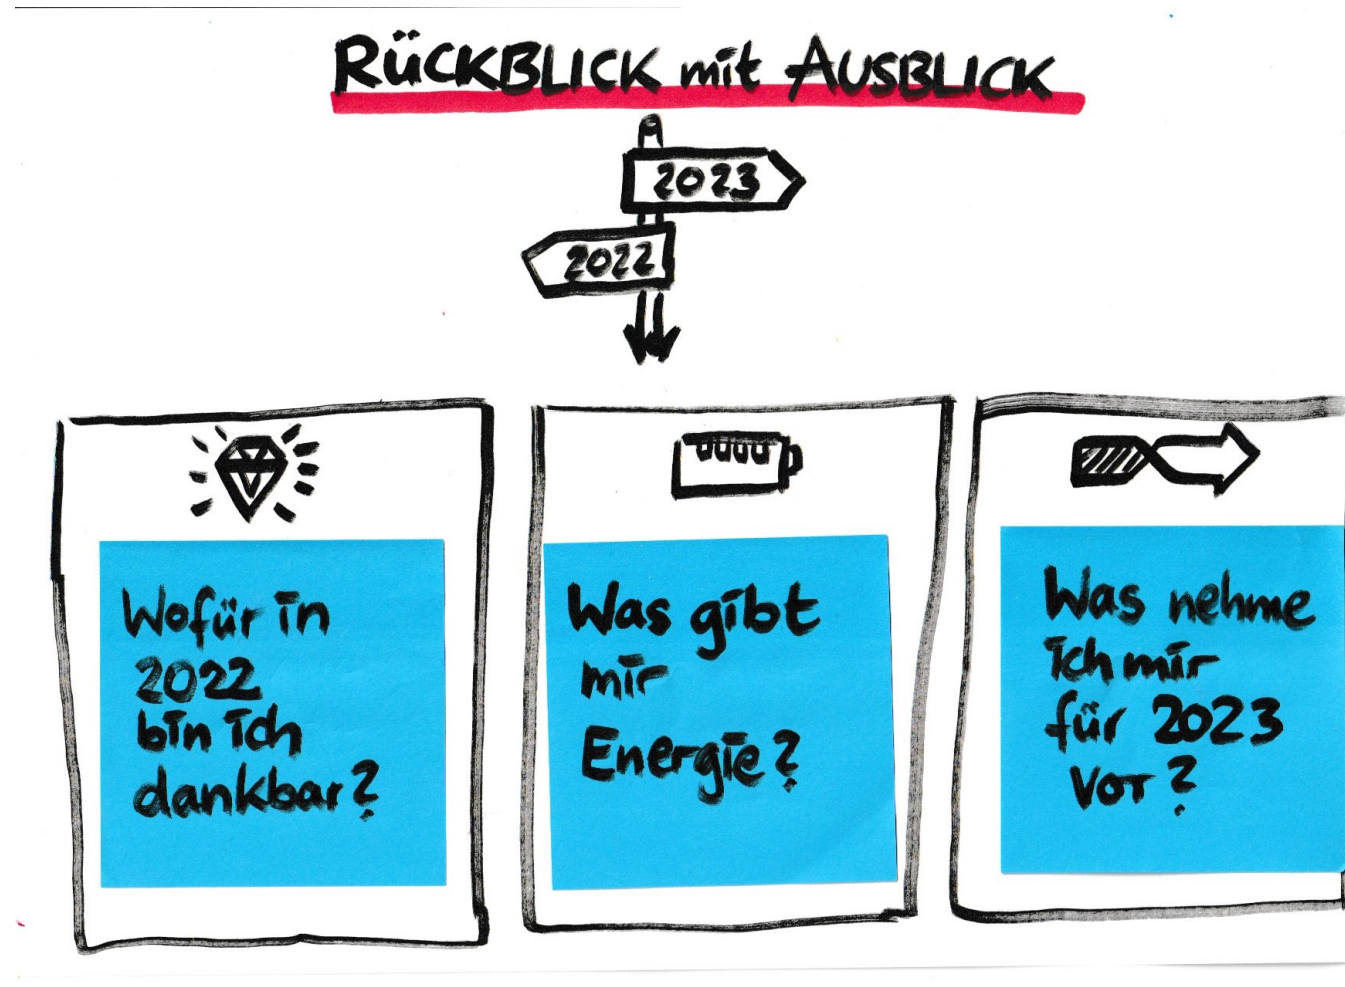 RÜCKBLICK mit AUSBLICK
2023
2022
Wofür in
2022
bin ich
dankbar?
Was gibt
mir
Energie?
Was nehme
ich mir
für 2023
vor?